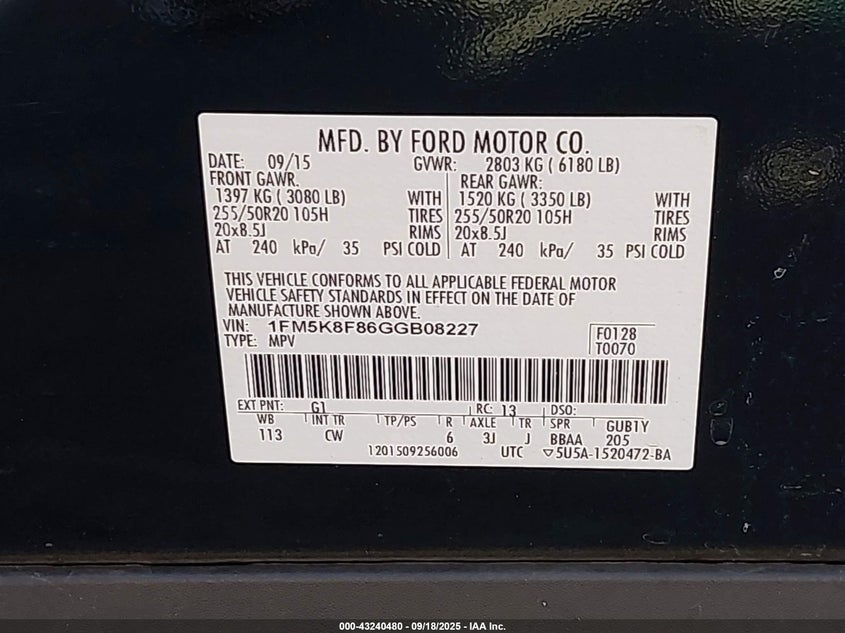 MFD. BY FORD MOTOR CO.
DATE: 09/15 GVWR: 2803 KG ( 6180 LB)
FRONT GAWR: REAR GAWR:
1397 KG ( 3080 LB) WITH 1520 KG ( 3350 LB) WITH
255/50R20 105H TIRES 255/50R20 105H TIRES
20x8.5J RIMS 20x8.5J RIMS
AT 240 kPa/ 35 PSI COLD AT 240 kPa/ 35 PSI COLD
THIS VEHICLE CONFORMS TO ALL APPLICABLE FEDERAL MOTOR
VEHICLE SAFETY STANDARDS IN EFFECT ON THE DATE OF
MANUFACTURE SHOWN ABOVE.
VIN: 1FM5K8F86GGB08227 F0128
TYPE: MPV T0070
EXT PNT: G1 RC: 13 DSO:
WB INT TR TP/PS R AXLE TR SPR GUB1Y
113 CW 6 3J J BBAA 205
1201509256006 UTC ▽5U5A-1520472-BA
000-43240480 - 09/18/2025 - IAA Inc.